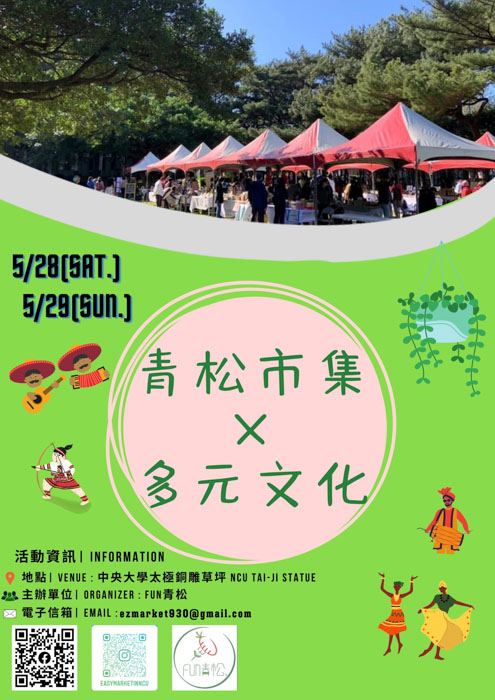 5/28(SAT.)
5/29(SUN.)
青松市集
X
多元文化
活動資訊| INFORMATION
地點| VENUE : 中央大學太極銅雕草坪 NCU TAI-JI STATUE
主辦單位| ORGANIZER : FUN青松
電子信箱| EMAIL :ezmarket930@gmail.com
EASYMARKETINNCU
FUN青松